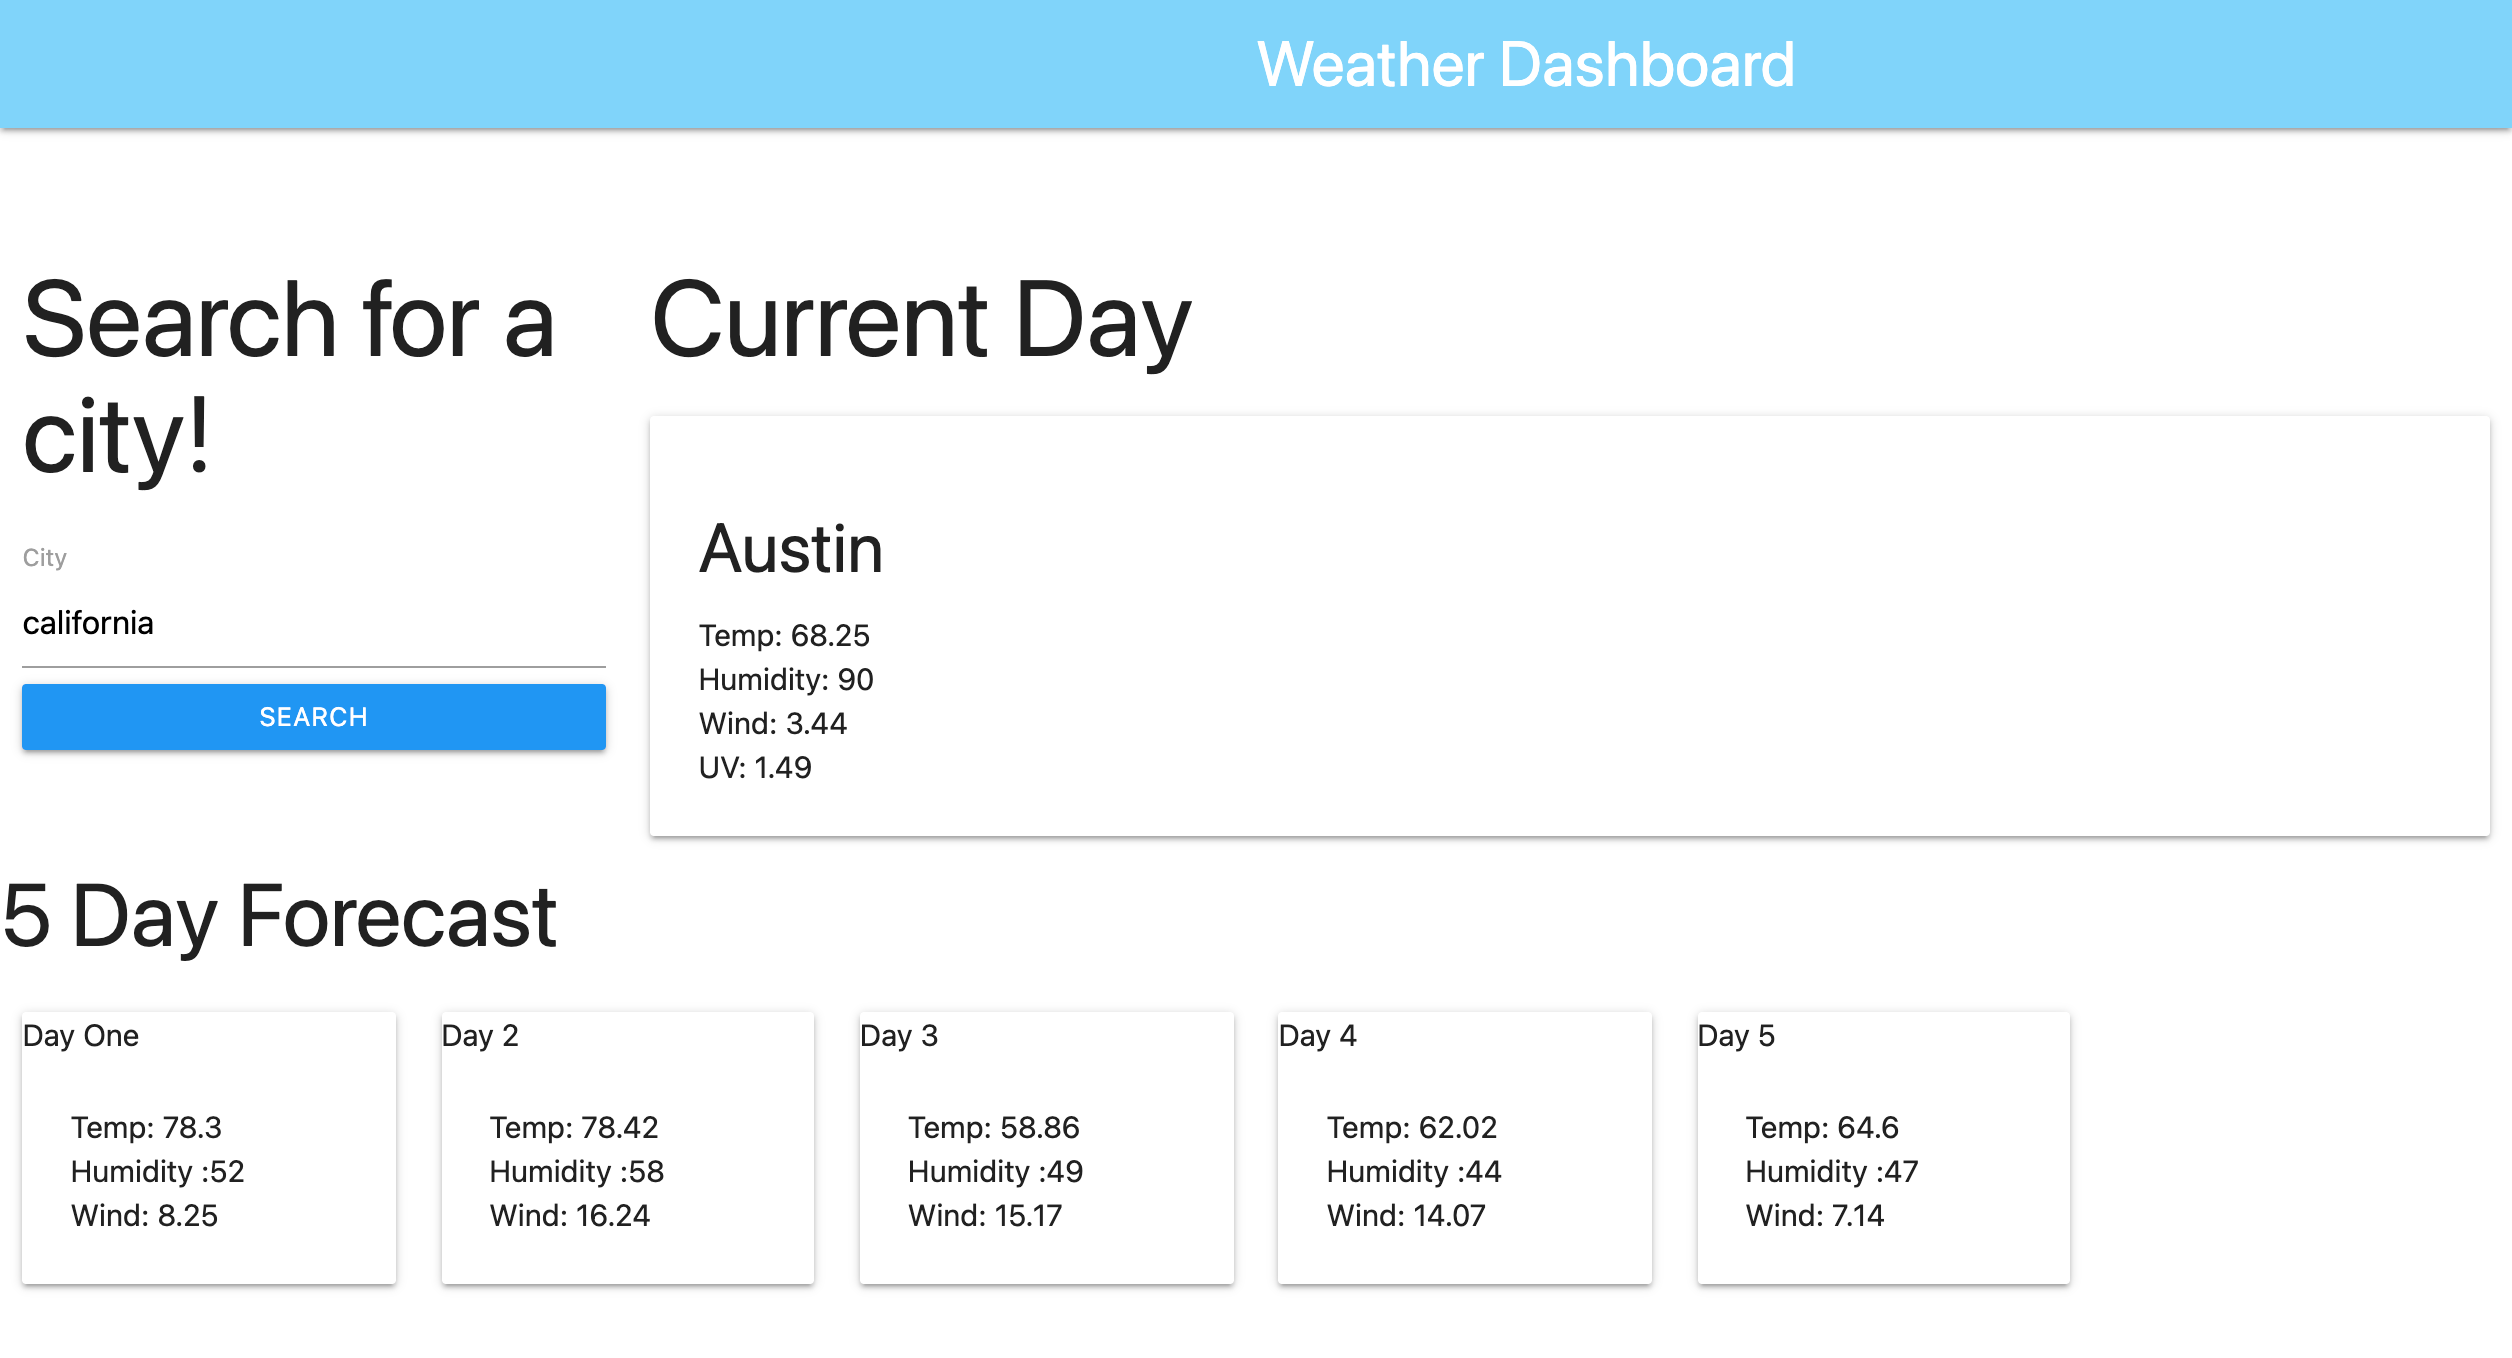 Weather Dashboard
Search for a
city!
City
california
SEARCH
Current Day
Austin
Temp: 68.25
Humidity: 90
Wind: 3.44
UV: 1.49
5 Day Forecast
Day One
Temp: 78.3
Humidity :52
Wind: 8.25
Day 2
Temp: 78.42
Humidity :58
Wind: 16.24
Day 3
Temp: 58.86
Humidity :49
Wind: 15.17
Day 4
Temp: 62.02
Humidity :44
Wind: 14.07
Day 5
Temp: 64.6
Humidity :47
Wind: 7.14